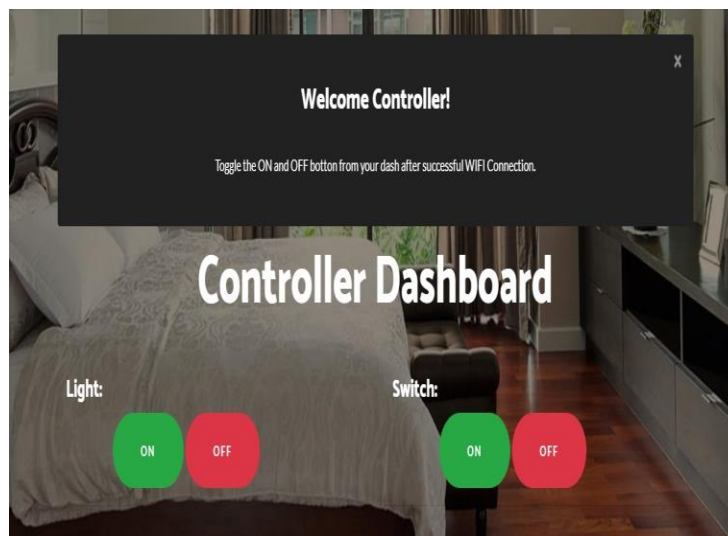 x
Welcome Controller!
Toggle the ON and OFF botton from your dash after successful WIFI Connection.
Controller Dashboard
Light:
Switch:
ON
OFF
ON
OFF